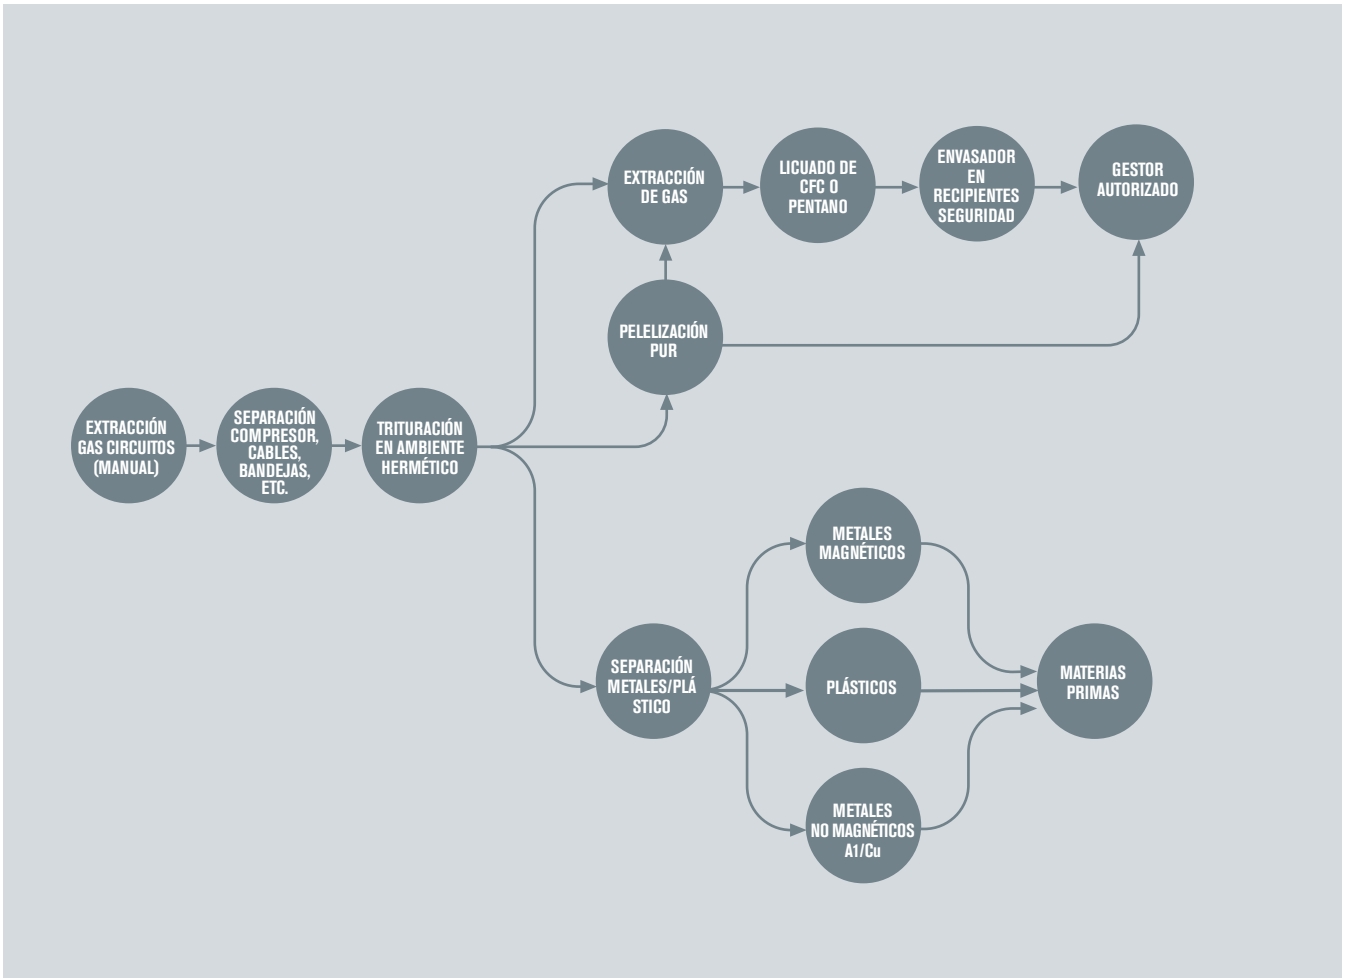 EXTRACCIÓN
GAS CIRCUITOS
(MANUAL)
SEPARACIÓN
COMPRESOR,
CABLES,
BANDEJAS,
ETC.
TRITURACIÓN
EN AMBIENTE
HERMÉTICO
EXTRACCIÓN
DE GAS
LICUADO DE
CFC O
PENTANO
ENVASADOR
EN
RECIPIENTES
SEGURIDAD
GESTOR
AUTORIZADO
PELELIZACIÓN
PUR
SEPARACIÓN
METALES/PLÁ
STICO
METALES
MAGNÉTICOS
PLÁSTICOS
METALES
NO MAGNÉTICOS
A1/Cu
MATERIAS
PRIMAS